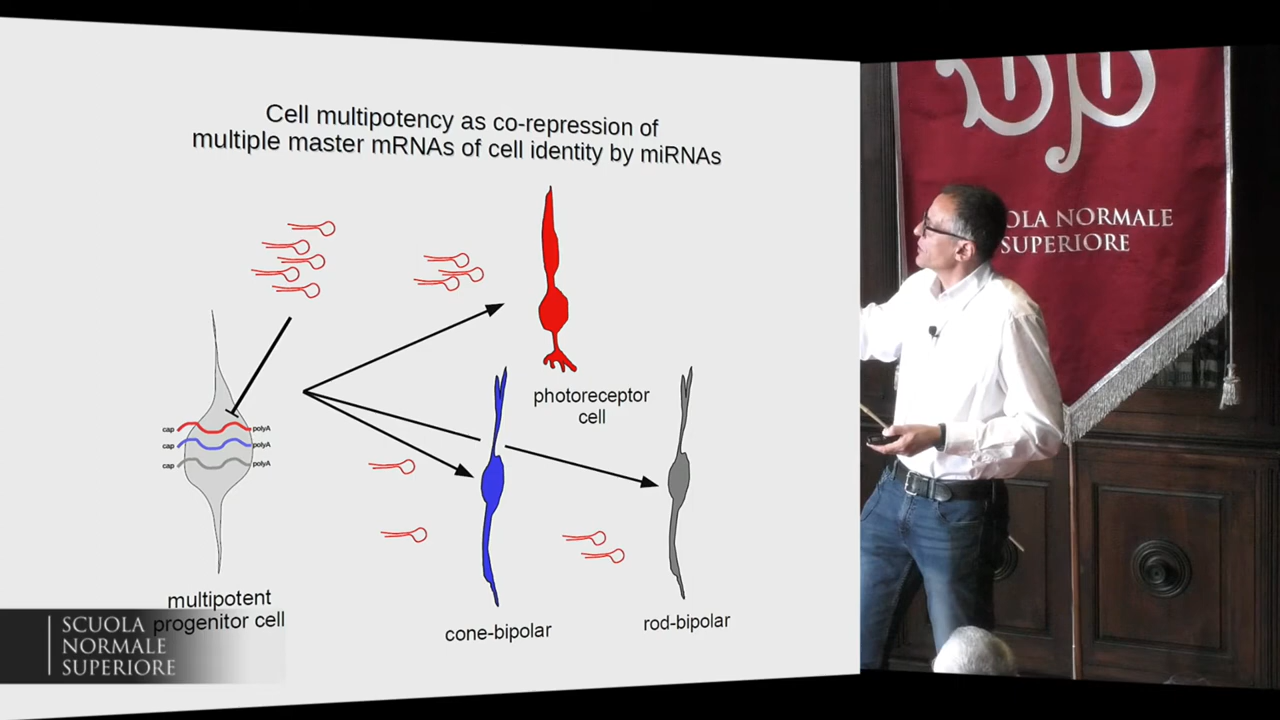 Cell multipotency as co-repression of
multiple master mRNAs of cell identity by miRNAs
photoreceptor
cell
cap
polyA
cap
polyA
cap
polyA
multipotent
progenitor cell
cone-bipolar
rod-bipolar
SCUOLA
NORMALE
SUPERIORE
OLA NORMALE
SUPERIORE